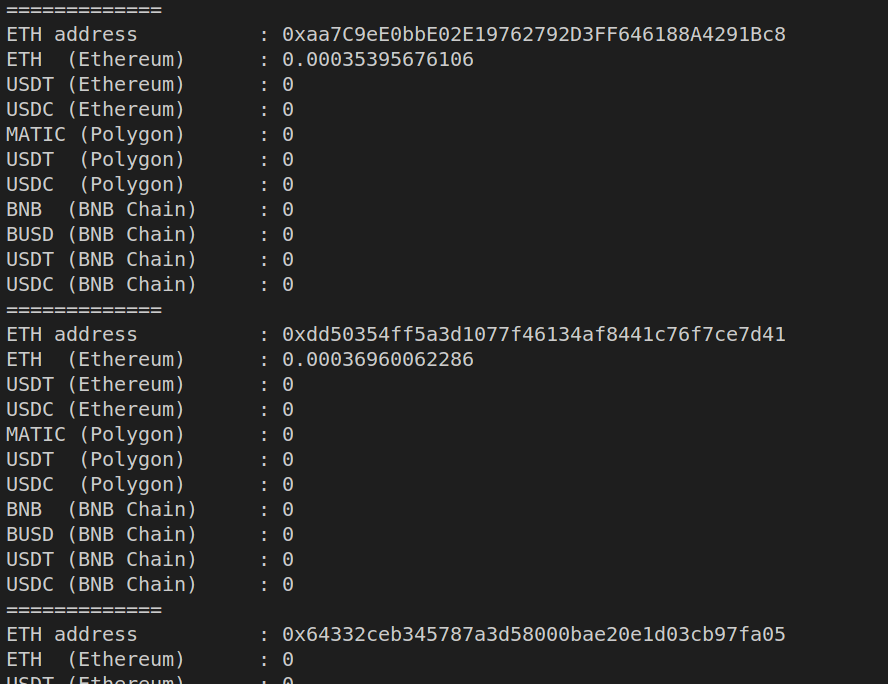 =============
ETH address          : 0xaa7C9eE0bbE02E19762792D3FF646188A4291Bc8
ETH  (Ethereum)      : 0.00035395676106
USDT (Ethereum)      : 0
USDC (Ethereum)      : 0
MATIC (Polygon)      : 0
USDT  (Polygon)      : 0
USDC  (Polygon)      : 0
BNB  (BNB Chain)     : 0
BUSD (BNB Chain)     : 0
USDT (BNB Chain)     : 0
USDC (BNB Chain)     : 0
=============
ETH address          : 0xdd50354ff5a3d1077f46134af8441c76f7ce7d41
ETH  (Ethereum)      : 0.00036960062286
USDT (Ethereum)      : 0
USDC (Ethereum)      : 0
MATIC (Polygon)      : 0
USDT  (Polygon)      : 0
USDC  (Polygon)      : 0
BNB  (BNB Chain)     : 0
BUSD (BNB Chain)     : 0
USDT (BNB Chain)     : 0
USDC (BNB Chain)     : 0
=============
ETH address          : 0x64332ceb345787a3d58000bae20e1d03cb97fa05
ETH  (Ethereum)      : 0
USDT (Ethereum)      : 0